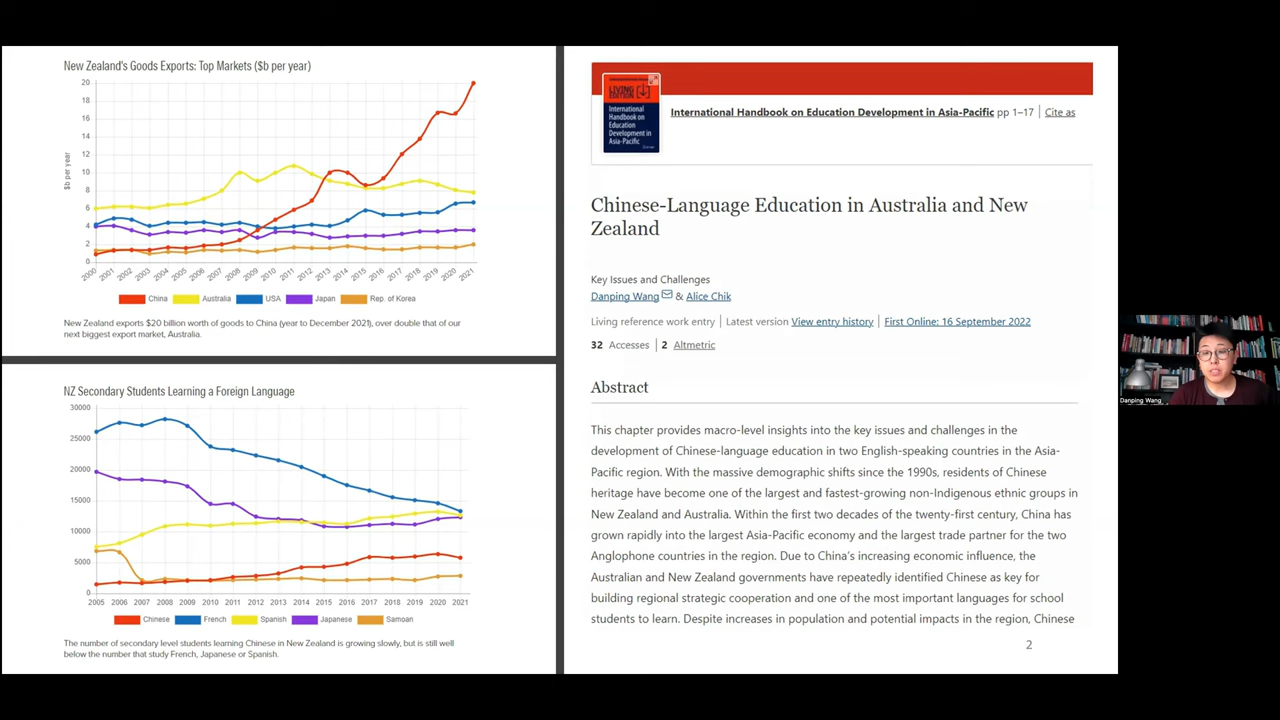 New Zealand's Goods Exports: Top Markets ($b per year)
20
18
16
14
12
10
8
6
4
2
0
$b per year
2000 2001 2002 2003 2004 2005 2006 2007 2008 2009 2010 2011 2012 2013 2014 2015 2016 2017 2018 2019 2020 2021
China Australia USA Japan Rep. of Korea
New Zealand exports $20 billion worth of goods to China (year to December 2021), over double that of our
next biggest export market, Australia.
NZ Secondary Students Learning a Foreign Language
30000
25000
20000
15000
10000
5000
0
2005 2006 2007 2008 2009 2010 2011 2012 2013 2014 2015 2016 2017 2018 2019 2020 2021
Chinese French Spanish Japanese Samoan
The number of secondary level students learning Chinese in New Zealand is growing slowly, but is still well
below the number that study French, Japanese or Spanish.
LIVING
EDITION
International
Handbook on
Education
Development in
Asia-Pacific
International Handbook on Education Development in Asia-Pacific pp 1–17 | Cite as
Chinese-Language Education in Australia and New
Zealand
Key Issues and Challenges
Danping Wang & Alice Chik
Living reference work entry | Latest version View entry history | First Online: 16 September 2022
32 Accesses | 2 Altmetric
Abstract
This chapter provides macro-level insights into the key issues and challenges in the
development of Chinese-language education in two English-speaking countries in the Asia-
Pacific region. With the massive demographic shifts since the 1990s, residents of Chinese
heritage have become one of the largest and fastest-growing non-Indigenous ethnic groups in
New Zealand and Australia. Within the first two decades of the twenty-first century, China has
grown rapidly into the largest Asia-Pacific economy and the largest trade partner for the two
Anglophone countries in the region. Due to China's increasing economic influence, the
Australian and New Zealand governments have repeatedly identified Chinese as key for
building regional strategic cooperation and one of the most important languages for school
students to learn. Despite increases in population and potential impacts in the region, Chinese
2
Danping Wang